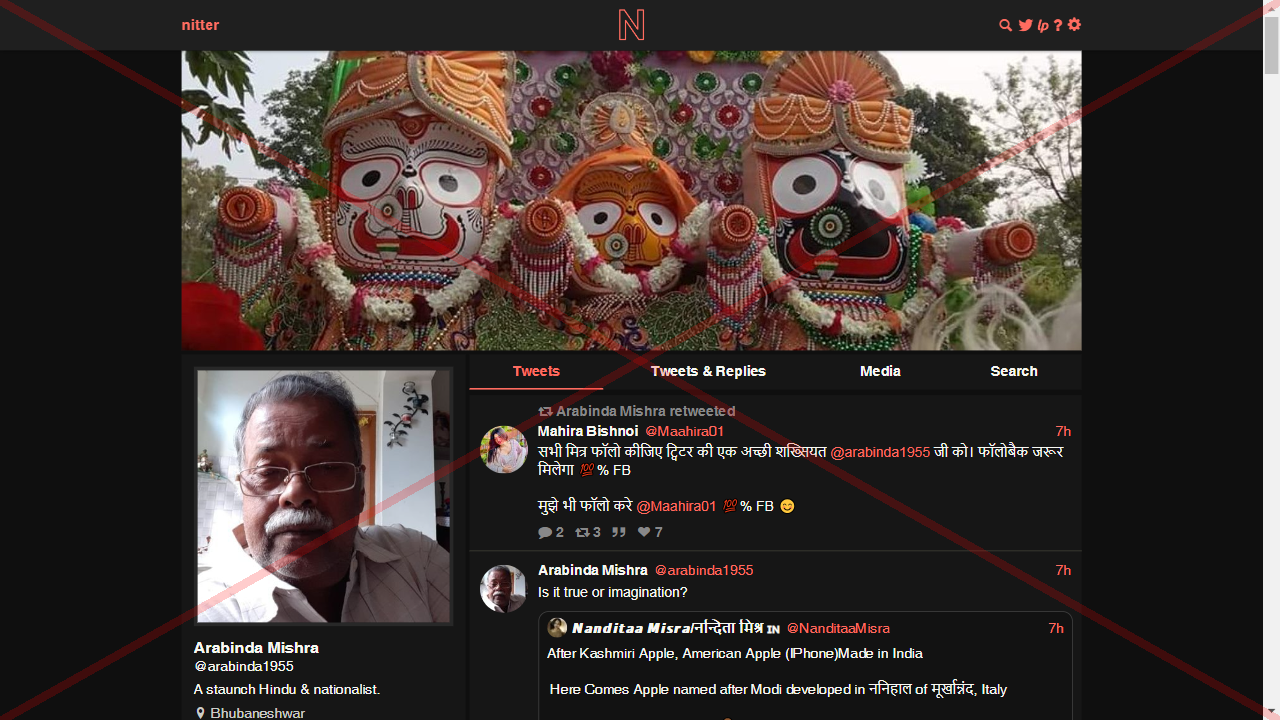 nitter
N
lp ?
Tweets
Tweets & Replies
Media
Search
Arabinda Mishra retweeted
Mahira Bishnoi @Maahira01 7h
सभी मित्र फॉलो कीजिए ट्विटर की एक अच्छी शख्सियत @arabinda1955 जी को। फॉलोबैक जरूर
मिलेगा 💯% FB
मुझे भी फॉलो करे @Maahira01 💯% FB 😊
2 3 7
Arabinda Mishra @arabinda1955 7h
Is it true or imagination?
Nanditaa Misra/नन्दिता मिश्र IN @NanditaaMisra 7h
After Kashmiri Apple, American Apple (IPhone)Made in India
Here Comes Apple named after Modi developed in ननिहाल of मूर्खानंद, Italy
Arabinda Mishra
@arabinda1955
A staunch Hindu & nationalist.
Bhubaneshwar